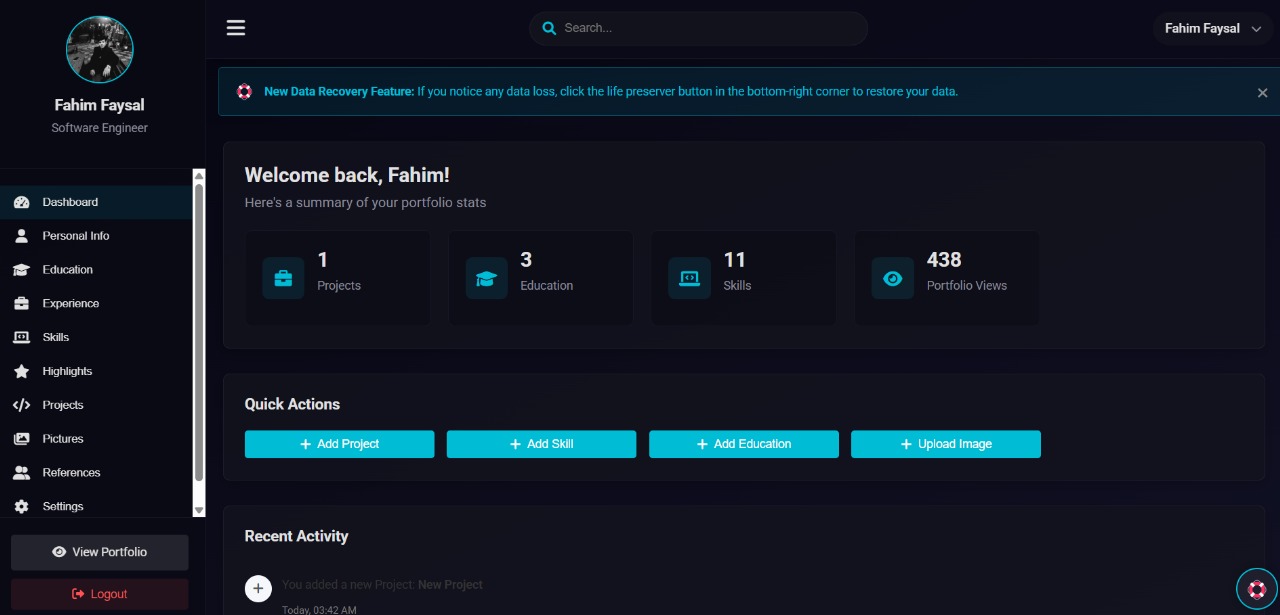 Fahim Faysal
Software Engineer
Dashboard
Personal Info
Education
Experience
Skills
Highlights
Projects
Pictures
References
Settings
View Portfolio
Logout
Search...
Fahim Faysal
New Data Recovery Feature: If you notice any data loss, click the life preserver button in the bottom-right corner to restore your data.
Welcome back, Fahim!
Here's a summary of your portfolio stats
1
Projects
3
Education
11
Skills
438
Portfolio Views
Quick Actions
+ Add Project
+ Add Skill
+ Add Education
+ Upload Image
Recent Activity
You added a new Project: New Project
Today, 03:42 AM